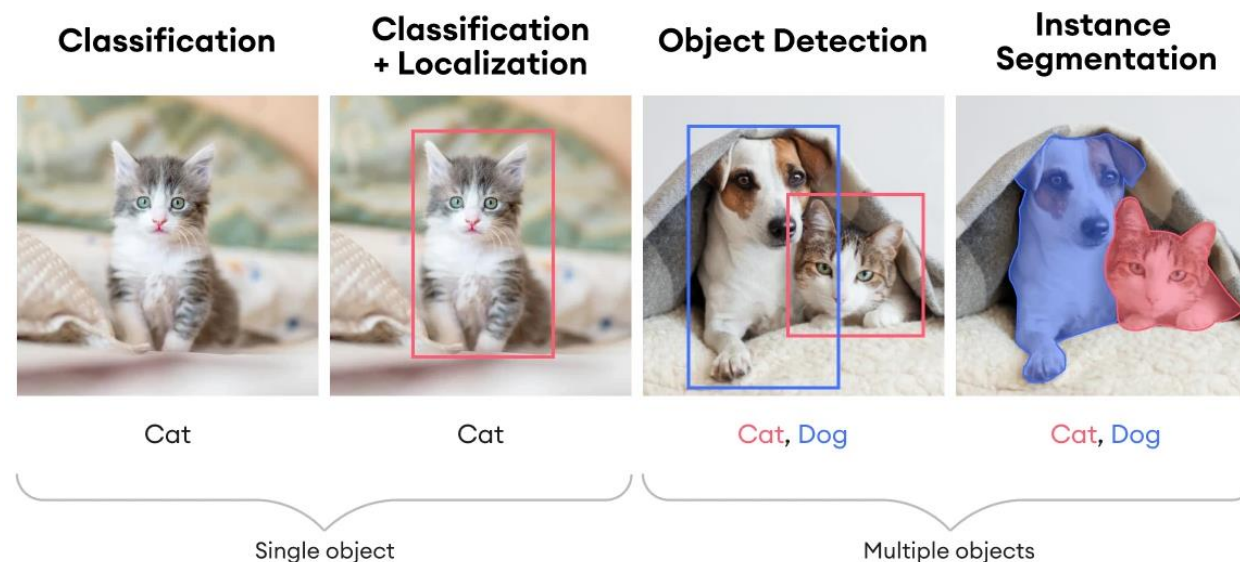 Classification
Classification
+ Localization
Object Detection
Instance
Segmentation
Cat
Cat
Cat, Dog
Cat, Dog
Single object
Multiple objects